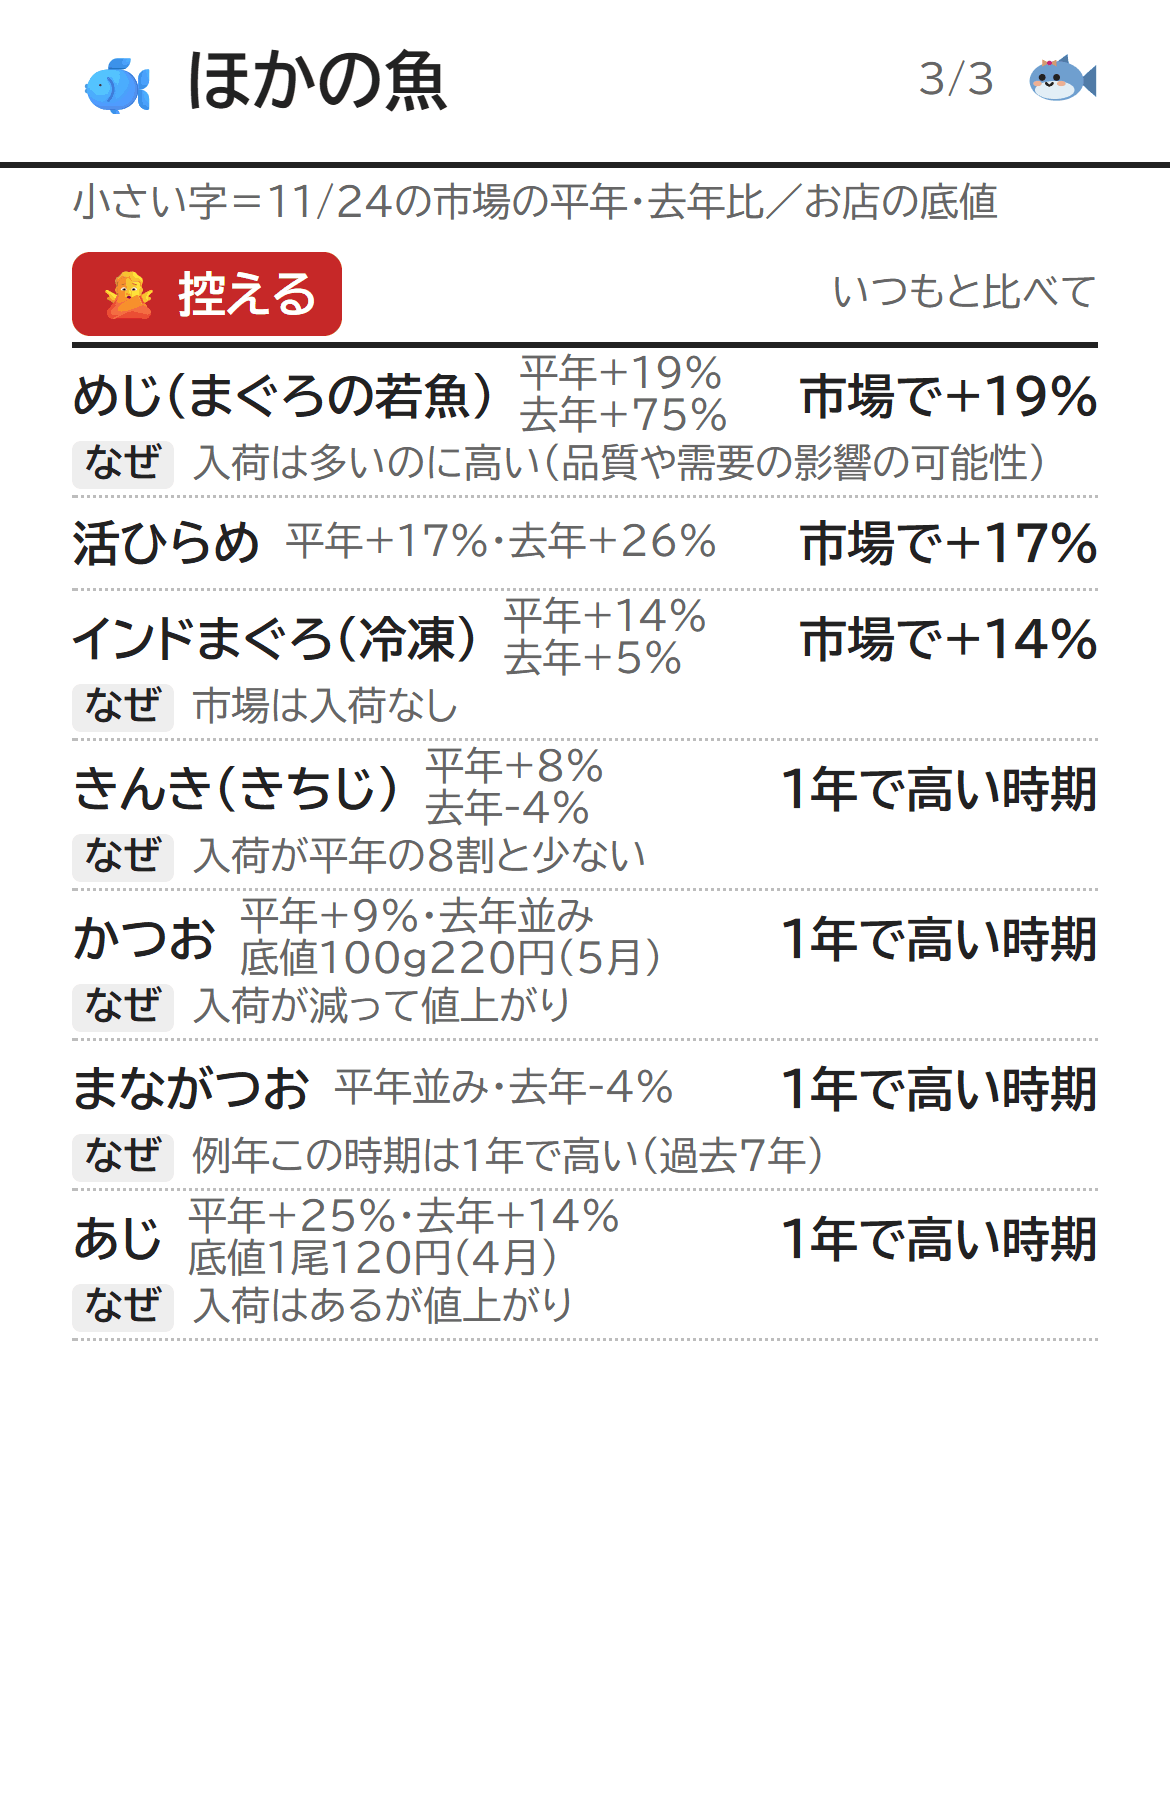 ほかの魚
3/3
小さい字＝11/24の市場の平年・去年比／お店の底値
控える
いつもと比べて
めじ（まぐろの若魚） 平年+19% 去年+75% 市場で+19%
なぜ 入荷は多いのに高い（品質や需要の影響の可能性）
活ひらめ 平年+17%・去年+26% 市場で+17%
インドまぐろ（冷凍） 平年+14% 去年+5% 市場で+14%
なぜ 市場は入荷なし
きんき（きちじ） 平年+8% 去年-4% 1年で高い時期
なぜ 入荷が平年の8割と少ない
かつお 平年+9%・去年並み 底値100g220円（5月） 1年で高い時期
なぜ 入荷が減って値上がり
まながつお 平年並み・去年-4% 1年で高い時期
なぜ 例年この時期は1年で高い（過去7年）
あじ 平年+25%・去年+14% 底値1尾120円（4月） 1年で高い時期
なぜ 入荷はあるが値上がり